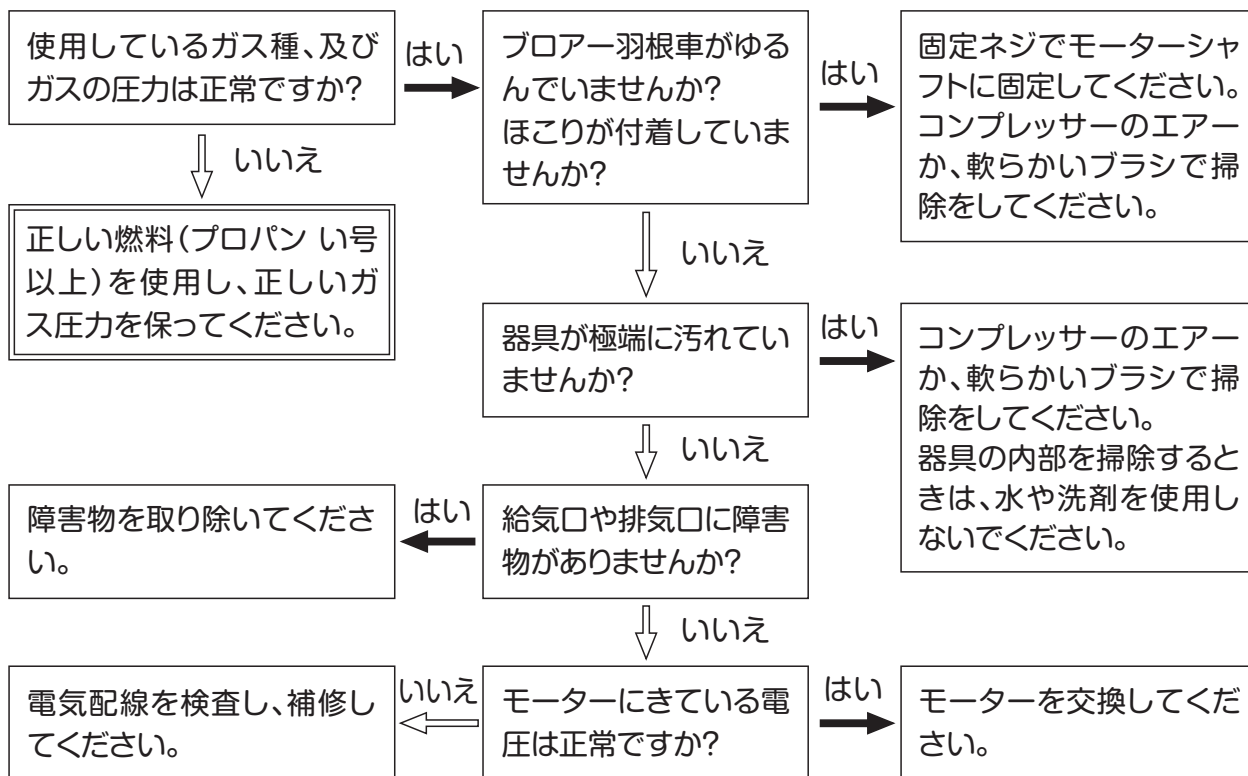 使用しているガス種、及び
ガスの圧力は正常ですか?
はい
ブロアー羽根車がゆる
んでいませんか?
ほこりが付着していま
せんか?
はい
固定ネジでモーターシャ
フトに固定してください。
コンプレッサーのエアー
か、軟らかいブラシで掃
除をしてください。
いいえ
正しい燃料(プロパン い号
以上)を使用し、正しいガ
ス圧力を保ってください。
いいえ
器具が極端に汚れてい
ませんか?
はい
コンプレッサーのエアー
か、軟らかいブラシで掃
除をしてください。
器具の内部を掃除すると
きは、水や洗剤を使用し
ないでください。
いいえ
給気口や排気口に障害
物がありませんか?
はい
障害物を取り除いてくださ
い。
いいえ
モーターにきている電
圧は正常ですか?
いいえ
電気配線を検査し、補修し
てください。
はい
モーターを交換してくだ
さい。